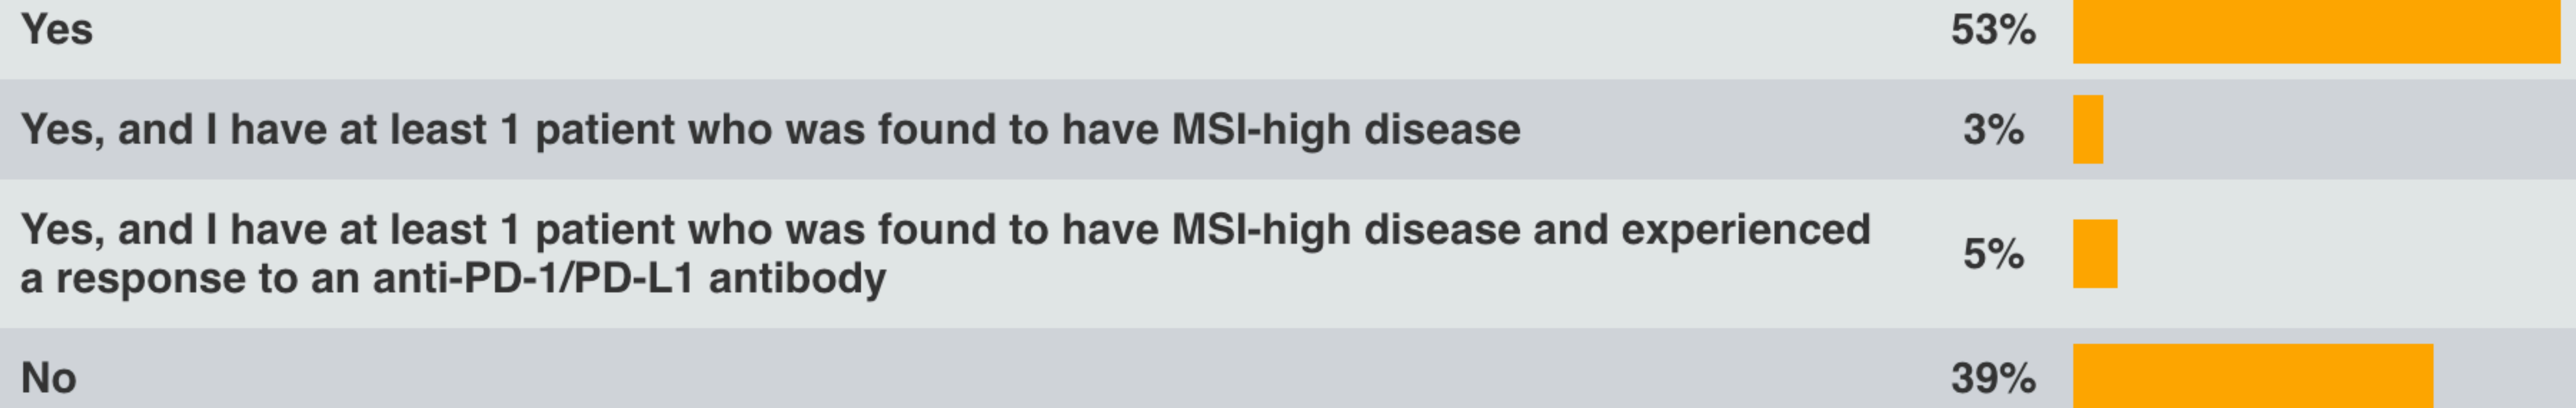 Yes 53%
Yes, and I have at least 1 patient who was found to have MSI-high disease 3%
Yes, and I have at least 1 patient who was found to have MSI-high disease and experienced
a response to an anti-PD-1/PD-L1 antibody 5%
No 39%